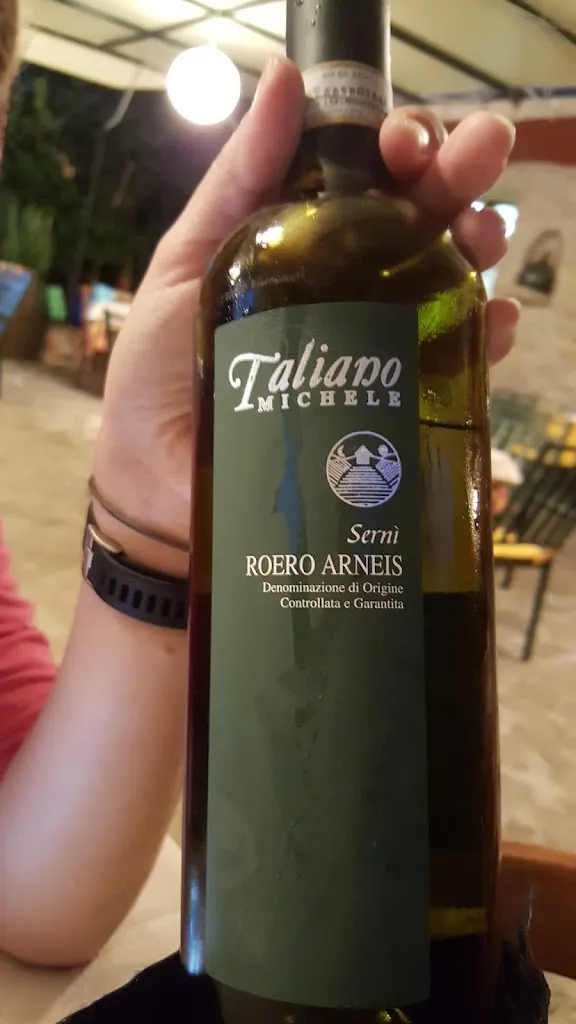 Taliano
MICHELE
Sernì
ROERO ARNEIS
Denominazione di Origine
Controllata e Garantita